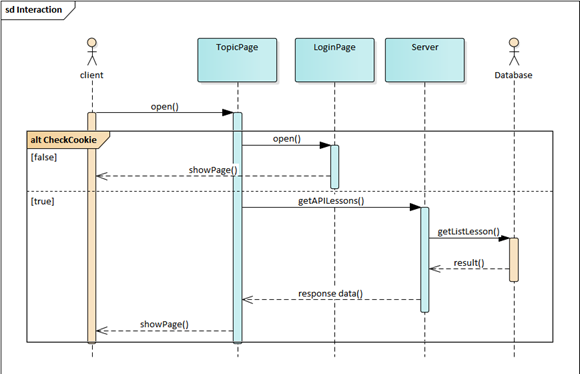 sd Interaction
client
TopicPage
LoginPage
Server
Database
open()
alt CheckCookie
open()
[false]
showPage()
[true]
getAPILessons()
getListLesson()
result()
response data()
showPage()